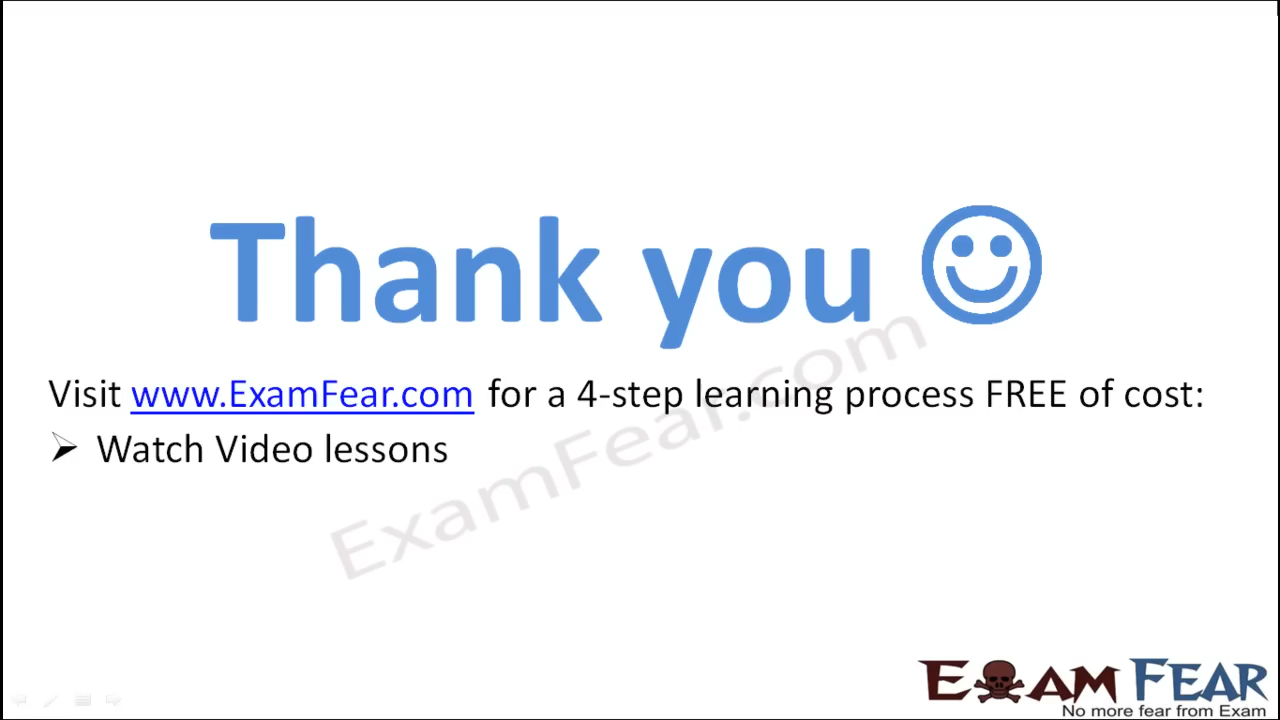 Thank you
Visit www.ExamFear.com for a 4-step learning process FREE of cost:
➢ Watch Video lessons
ExamFear.com
EXAM FEAR
No more fear from Exam